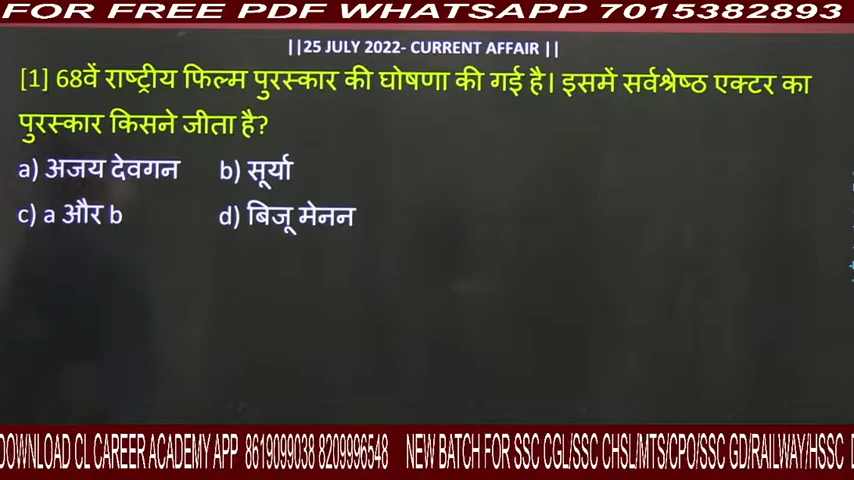 FOR FREE PDF WHATSAPP 7015382893
||25 JULY 2022- CURRENT AFFAIR ||
[1] 68वें राष्ट्रीय फिल्म पुरस्कार की घोषणा की गई है। इसमें सर्वश्रेष्ठ एक्टर का
पुरस्कार किसने जीता है?
a) अजय देवगन b) सूर्या
c) a और b d) बिजू मेनन
DOWNLOAD CL CAREER ACADEMY APP 8619099038 8209996548 NEW BATCH FOR SSC CGL/SSC CHSL/MTS/CPO/SSC GD/RAILWAY/HSSC